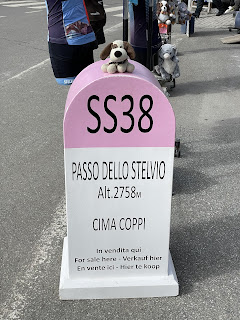 SS38
PASSO DELLO STELVIO
Alt.2758M
CIMA COPPI
In vendita qui
For sale here - Verkauf hier
En vente ici - Hier te koop